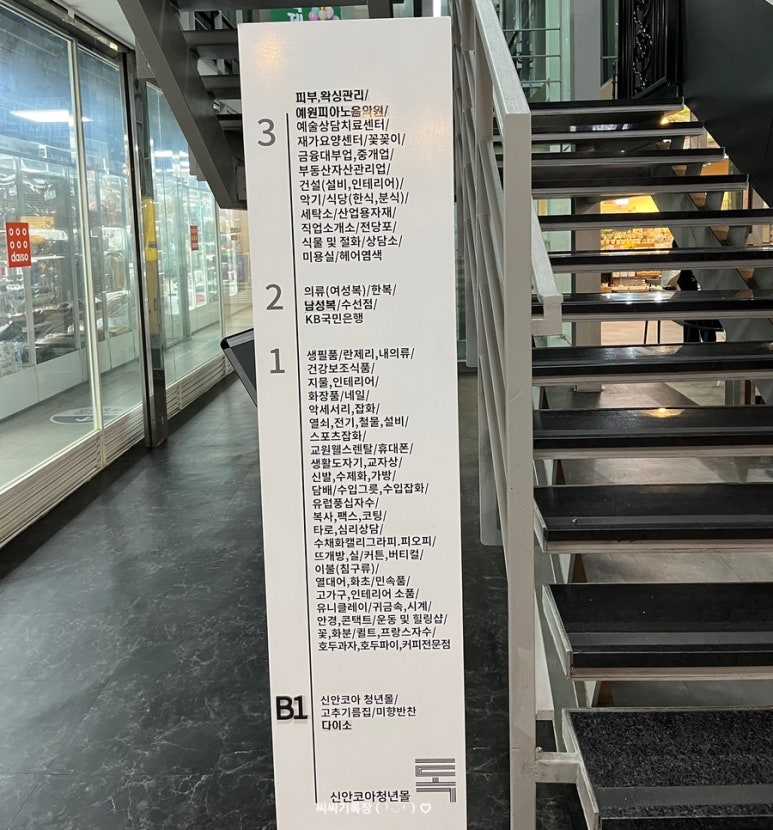 3
피부,왁싱관리/
예원피아노음악원/
예술상담치료센터/
재가요양센터/꽃꽂이/
금융대부업,중개업/
부동산자산관리업/
건설(설비,인테리어)/
악기/식당(한식,분식)/
세탁소/산업용자재/
직업소개소/전당포/
식물 및 절화/상담소/
미용실/헤어염색
daiso
2
의류(여성복)/한복/
남성복/수선점/
KB국민은행
1
생필품/란제리,내의류/
건강보조식품/
지물,인테리어/
화장품/네일/
악세서리,잡화/
열쇠,전기,철물,설비/
스포츠잡화/
교원웰스렌탈/휴대폰/
생활도자기,교자상/
신발,수제화,가방/
담배/수입그릇,수입잡화/
유럽풍십자수/
복사,팩스,코팅/
타로,심리상담/
수채화캘리그라피.피오피/
뜨개방,실/커튼,버티컬/
이불(침구류)/
열대어,화초/민속품/
고가구,인테리어 소품/
유니클레이/귀금속,시계/
안경,콘택트/운동 및 힐링샵/
꽃,화분/퀼트,프랑스자수/
호두과자,호두파이,커피전문점
B1
신안코아 청년몰/
고추기름집/미향반찬
다이소
톡
신안코아청년몰
씨씨기록장